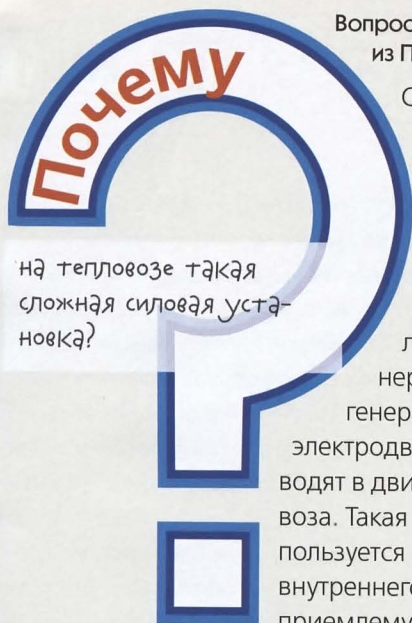 Почему
на тепловозе такая
сложная силовая уста-
новка?
Вопрос
из П
С
л
нер
генер
электродв
водят в дви
воза. Такая
пользуется
внутреннего
приемлему